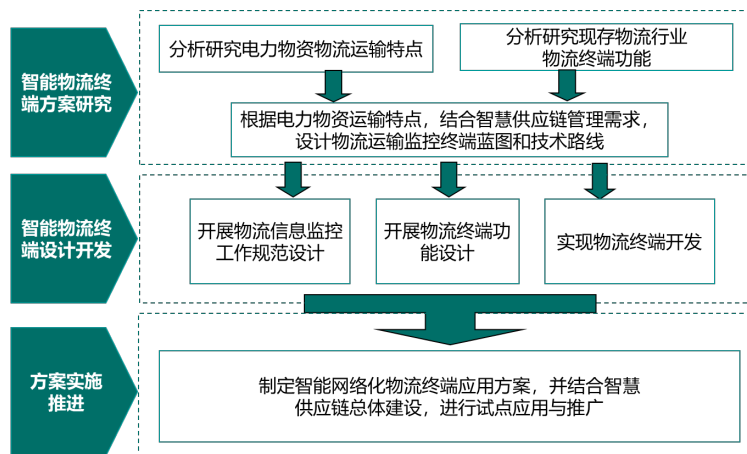 智能物流终
端方案研究
分析研究电力物资物流运输特点
分析研究现存物流行业
物流终端功能
根据电力物资运输特点，结合智慧供应链管理需求，
设计物流运输监控终端蓝图和技术路线
智能物流终
端设计开发
开展物流信息监控
工作规范设计
开展物流终端功
能设计
实现物流终端开发
方案实施
推进
制定智能网络化物流终端应用方案，并结合智慧
供应链总体建设，进行试点应用与推广